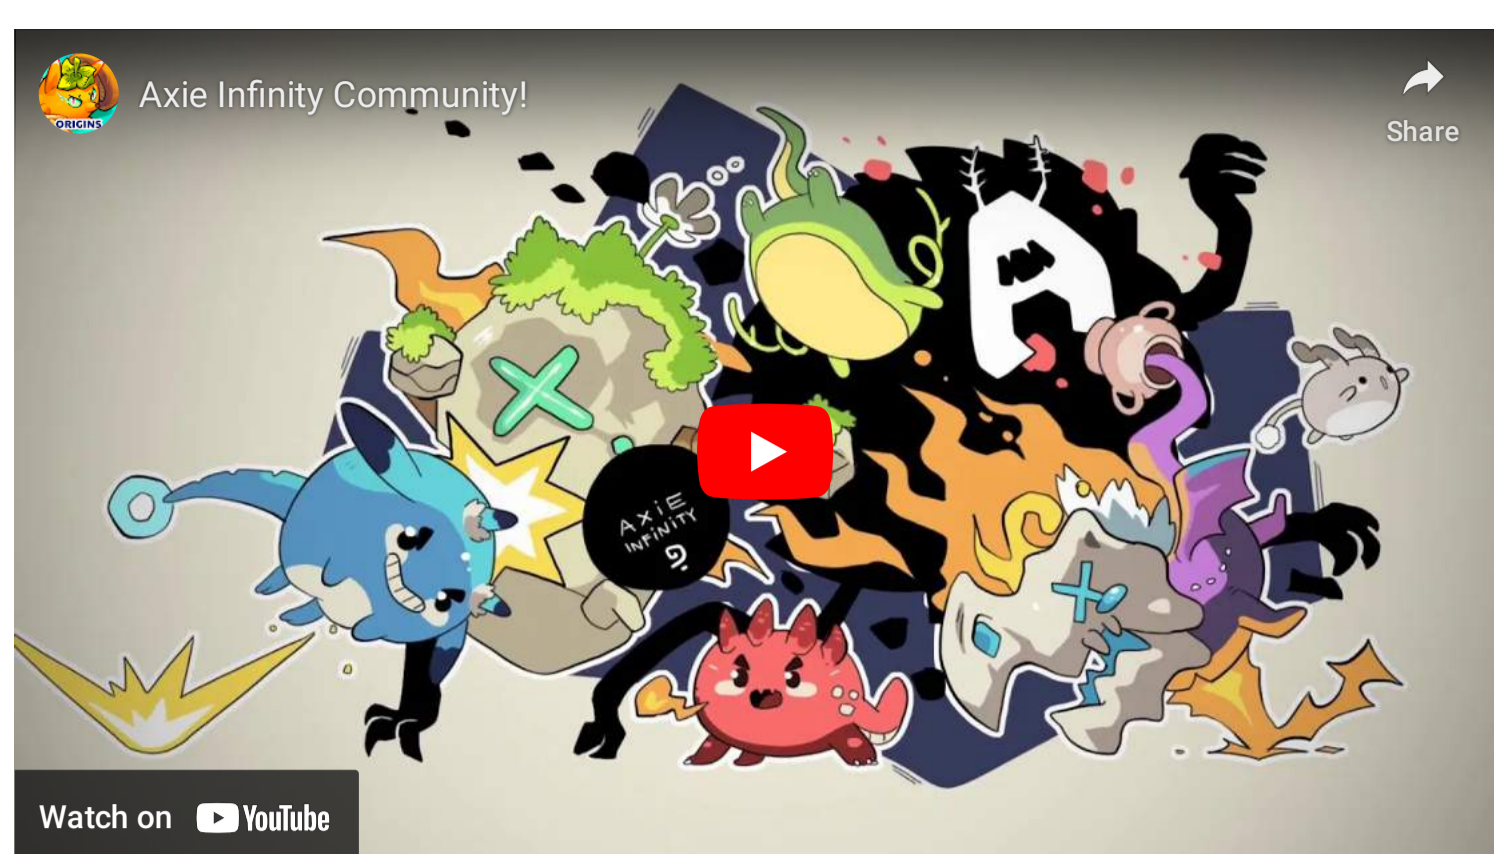 ORIGINS
Axie Infinity Community!
Share
A
AXiE
iNFiNiTY
Watch on YouTube